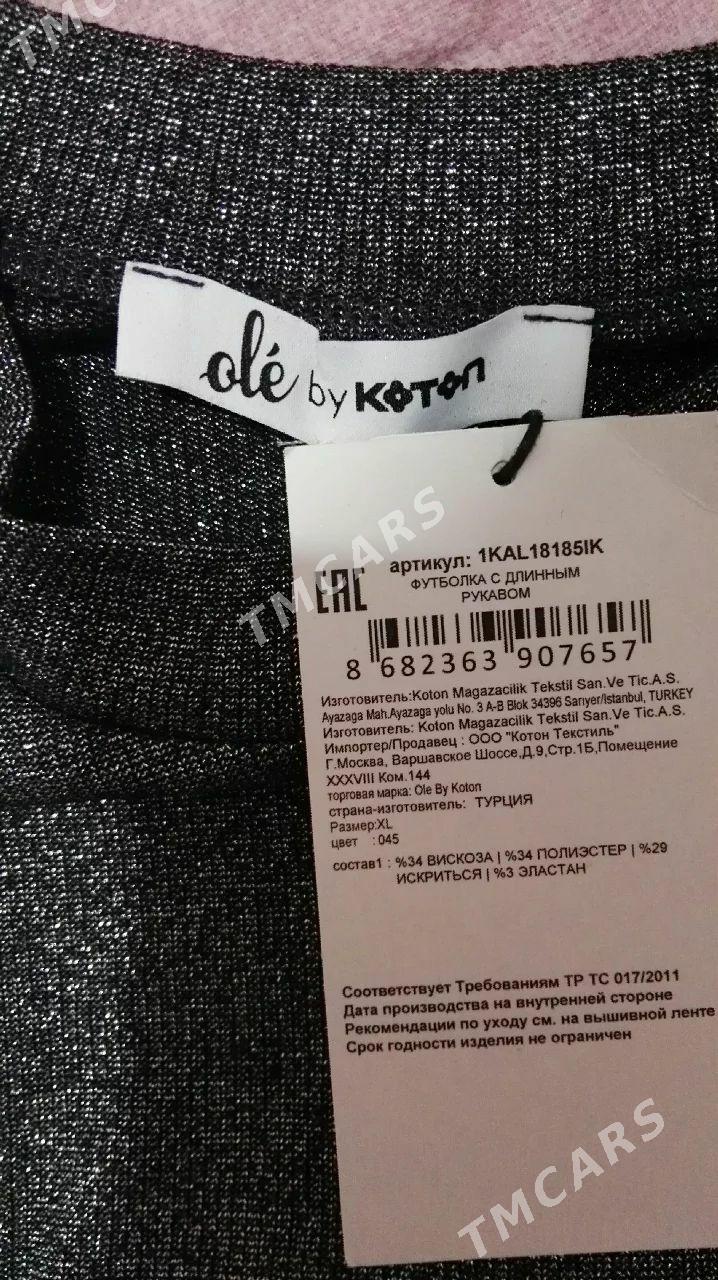 TMCARS
olé by KOTON
артикул: 1KAL18185IK
EAC
ФУТБОЛКА С ДЛИННЫМ
РУКАВОМ
8 682363 907657
Изготовитель:Koton Magazacilik Tekstil San.Ve Tic.A.S.
Ayazaga Mah.Ayazaga yolu No. 3 A-B Blok 34396 Sarıyer/Istanbul, TURKEY
Изготовитель: Koton Magazacilik Tekstil San.Ve Tic.A.S.
Импортер/Продавец : ООО "Котон Текстиль"
Г.Москва, Варшавское Шоссе,Д.9,Стр.1Б,Помещение
XXXVIII Ком.144
торговая марка: Ole By Koton
страна-изготовитель: ТУРЦИЯ
Размер:XL
цвет : 045
состав1 : %34 ВИСКОЗА | %34 ПОЛИЭСТЕР | %29
ИСКРИТЬСЯ | %3 ЭЛАСТАН
Соответствует Требованиям ТР ТС 017/2011
Дата производства на внутренней стороне
Рекомендации по уходу см. на вышивной ленте
Срок годности изделия не ограничен
TMCARS
TMCARS